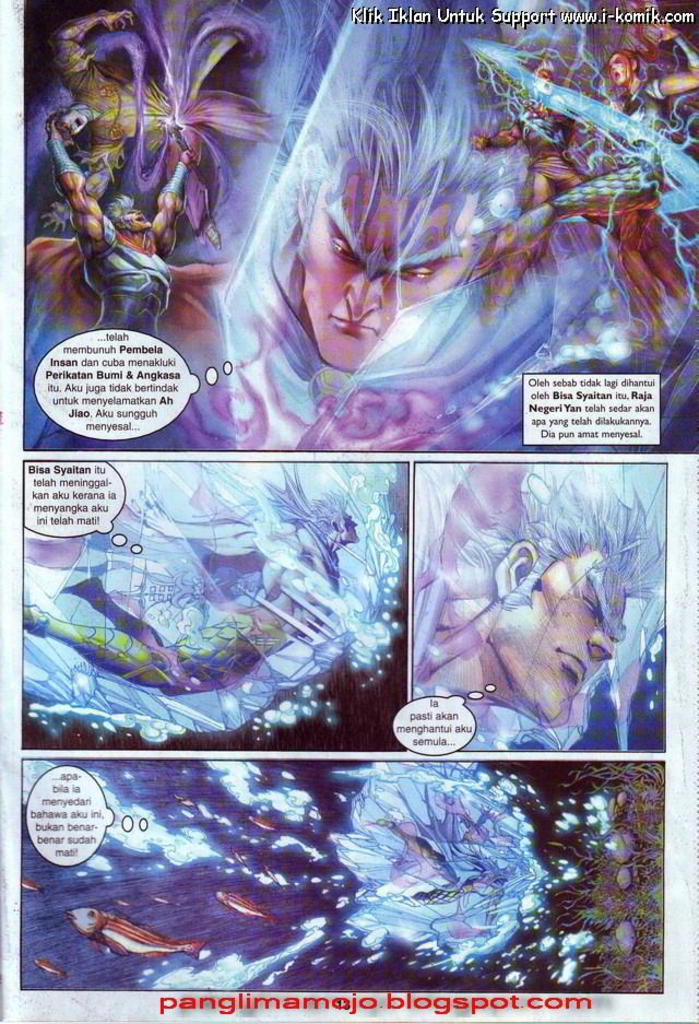 Klik Iklan Untuk Support www.i-komik.com
...telah
membunuh Pembela
Insan dan cuba menakluki
Perikatan Bumi & Angkasa
itu. Aku juga tidak bertindak
untuk menyelamatkan Ah
Jiao. Aku sungguh
menyesal...
Oleh sebab tidak lagi dihantui
oleh Bisa Syaitan itu, Raja
Negeri Yan telah sedar akan
apa yang telah dilakukannya.
Dia pun amat menyesal.
Bisa Syaitan itu
telah meninggal-
kan aku kerana ia
menyangka aku
ini telah mati!
Ia
pasti akan
menghantui aku
semula...
...apa-
bila ia
menyedari
bahawa aku ini,
bukan benar-
benar sudah
mati!
panglimamojo.blogspot.com